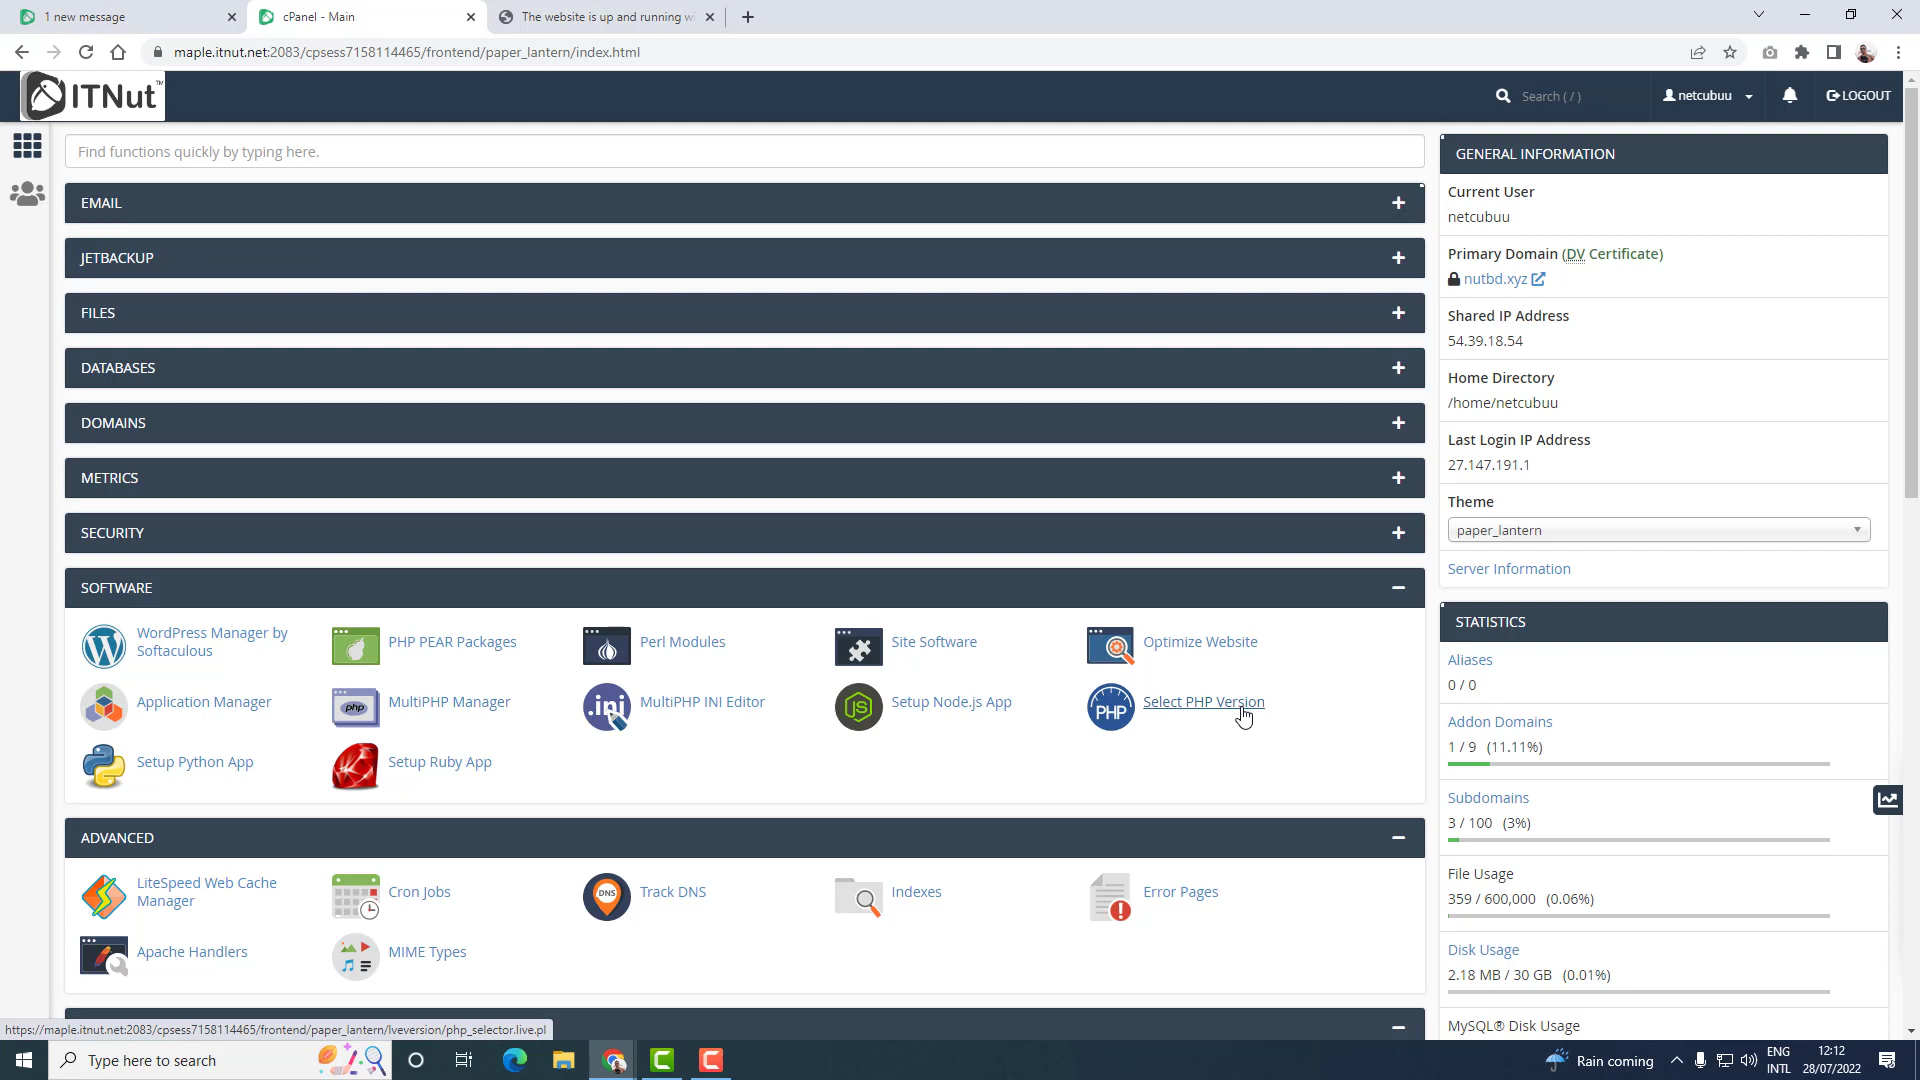 1 new message
cPanel - Main
The website is up and running wi
maple.itnut.net:2083/cpsess7158114465/frontend/paper_lantern/index.html
ITNut™
Search ( / )
netcubuu
LOGOUT
Find functions quickly by typing here.
EMAIL
JETBACKUP
FILES
DATABASES
DOMAINS
METRICS
SECURITY
SOFTWARE
WordPress Manager by
Softaculous
PHP PEAR Packages
Perl Modules
Site Software
Optimize Website
Application Manager
php
MultiPHP Manager
.ini
MultiPHP INI Editor
Setup Node.js App
PHP
Select PHP Version
Setup Python App
Setup Ruby App
ADVANCED
LiteSpeed Web Cache
Manager
Cron Jobs
DNS
Track DNS
Indexes
Error Pages
Apache Handlers
MIME Types
GENERAL INFORMATION
Current User
netcubuu
Primary Domain (DV Certificate)
nutbd.xyz
Shared IP Address
54.39.18.54
Home Directory
/home/netcubuu
Last Login IP Address
27.147.191.1
Theme
paper_lantern
Server Information
STATISTICS
Aliases
0 / 0
Addon Domains
1 / 9 (11.11%)
Subdomains
3 / 100 (3%)
File Usage
359 / 600,000 (0.06%)
Disk Usage
2.18 MB / 30 GB (0.01%)
MySQL® Disk Usage
https://maple.itnut.net:2083/cpsess7158114465/frontend/paper_lantern/lveversion/php_selector.live.pl
Type here to search
Rain coming
ENG
INTL
12:12
28/07/2022